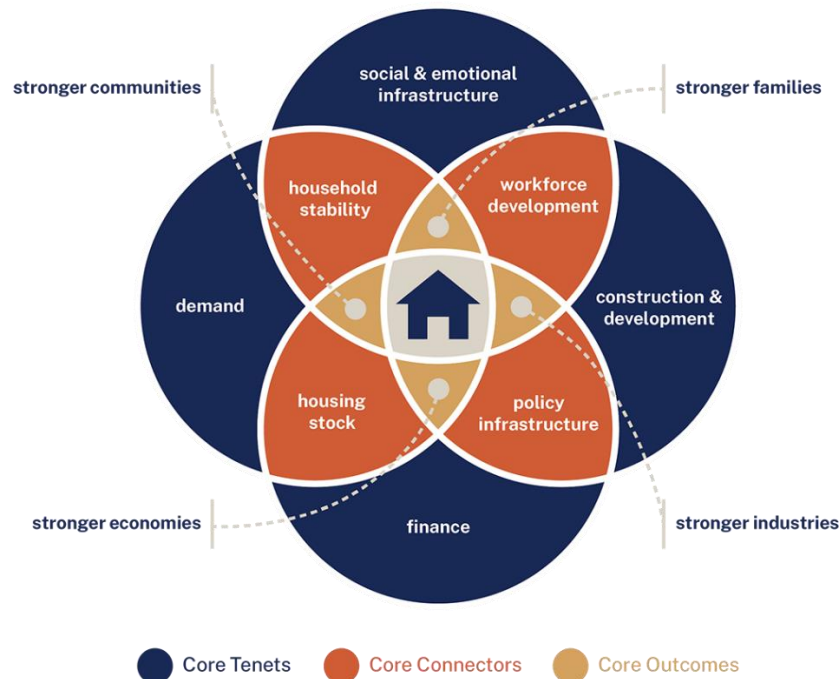 social & emotional
infrastructure
stronger communities
stronger families
household
stability
workforce
development
demand
construction &
development
housing
stock
policy
infrastructure
stronger economies
finance
stronger industries
Core Tenets
Core Connectors
Core Outcomes